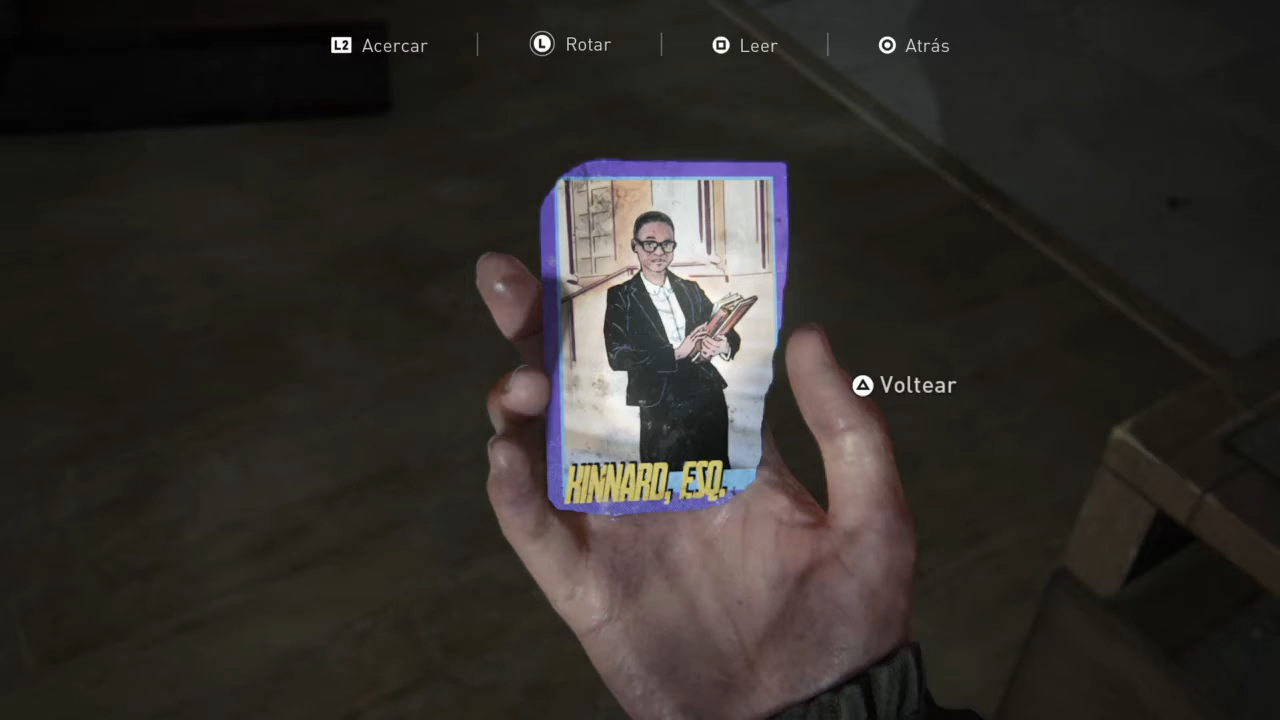 L2 Acercar
L Rotar
Leer
Atrás
Voltear
KINNARD, ESQ.